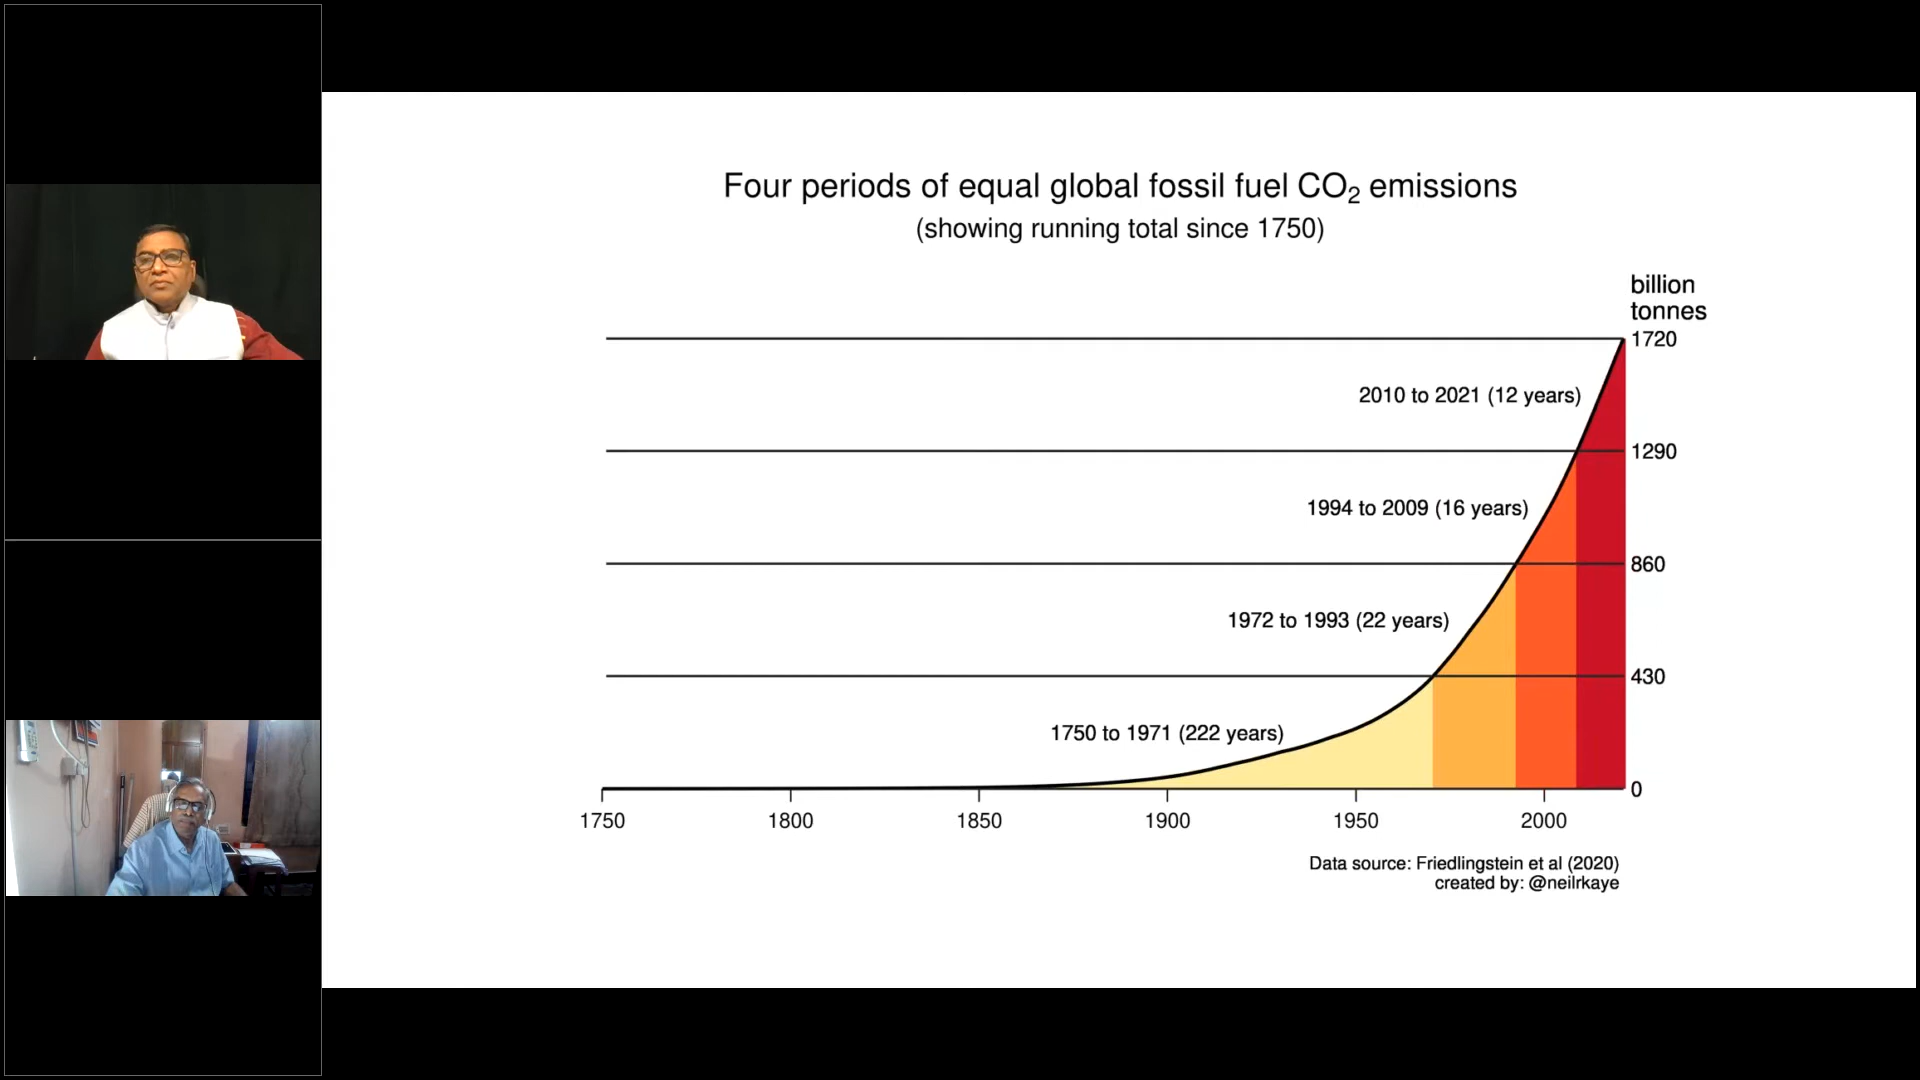 Four periods of equal global fossil fuel CO₂ emissions
(showing running total since 1750)
billion
tonnes
1720
2010 to 2021 (12 years)
1290
1994 to 2009 (16 years)
860
1972 to 1993 (22 years)
430
1750 to 1971 (222 years)
0
1750 1800 1850 1900 1950 2000
Data source: Friedlingstein et al (2020)
created by: @neilrkaye